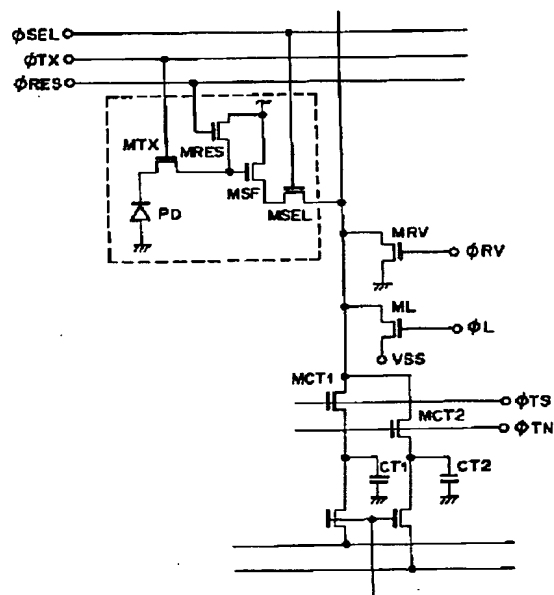 φSEL
φTX
φRES
MTX
MRES
MSF
PD
MSEL
MRV
φRV
ML
φL
VSS
MCT1
φTS
MCT2
φTN
CT1
CT2